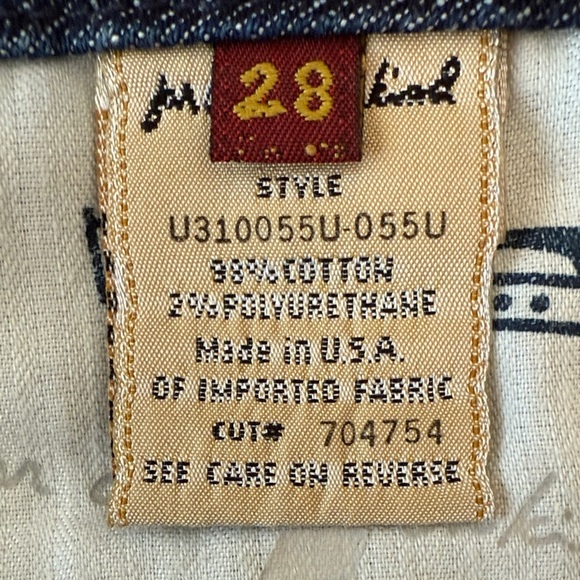 28
STYLE
U310055U-055U
98% COTTON
2% POLYURETHANE
Made in U.S.A.
OF IMPORTED FABRIC
CUT# 704754
SEE CARE ON REVERSE